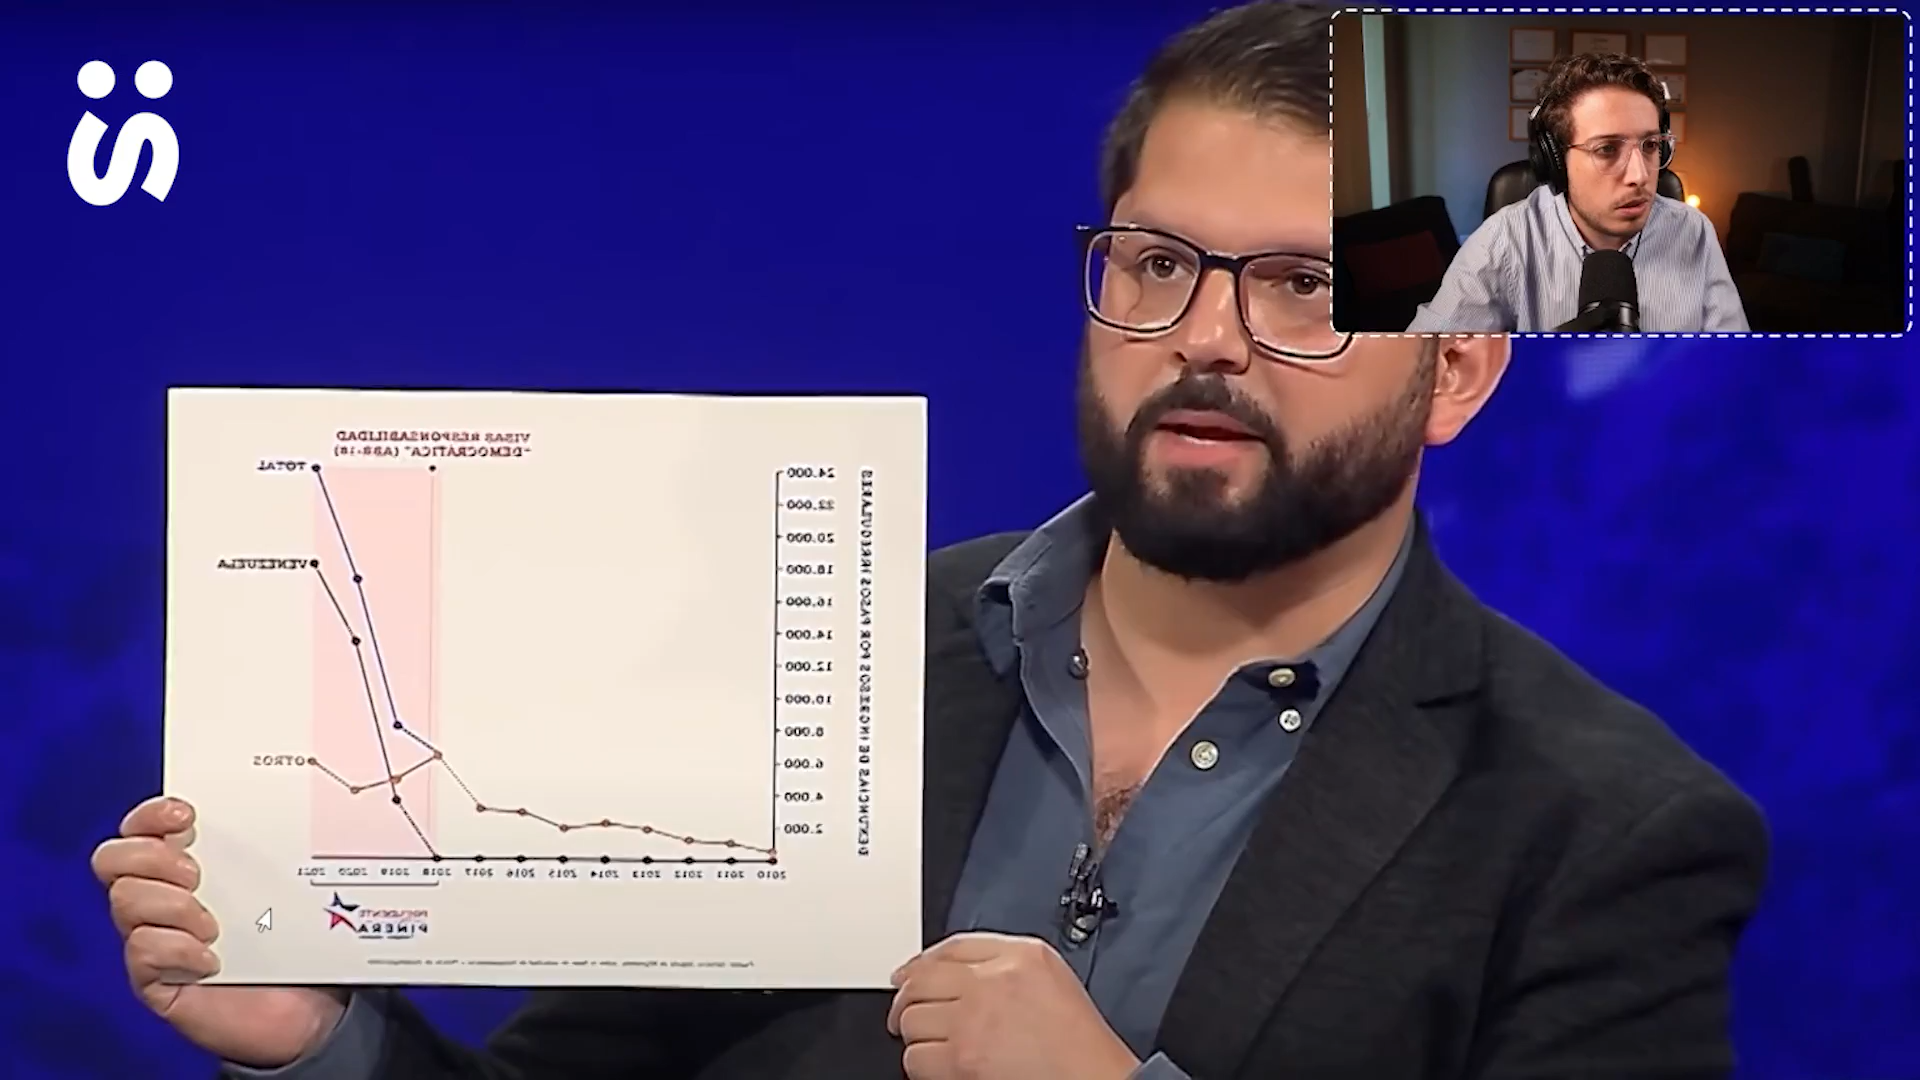 S
VISAS RESPONSABILIDAD
"DEMOCRÁTICA" (ABR-18)
TOTAL
VENEZUELA
OTROS
24.000
22.000
20.000
18.000
16.000
14.000
12.000
10.000
8.000
6.000
4.000
2.000
DENUNCIAS DE INGRESOS POR PASOS IRREGULARES
2010 2011 2012 2013 2014 2015 2016 2017 2018 2019 2020 2021
PRESIDENTE
PIÑERA